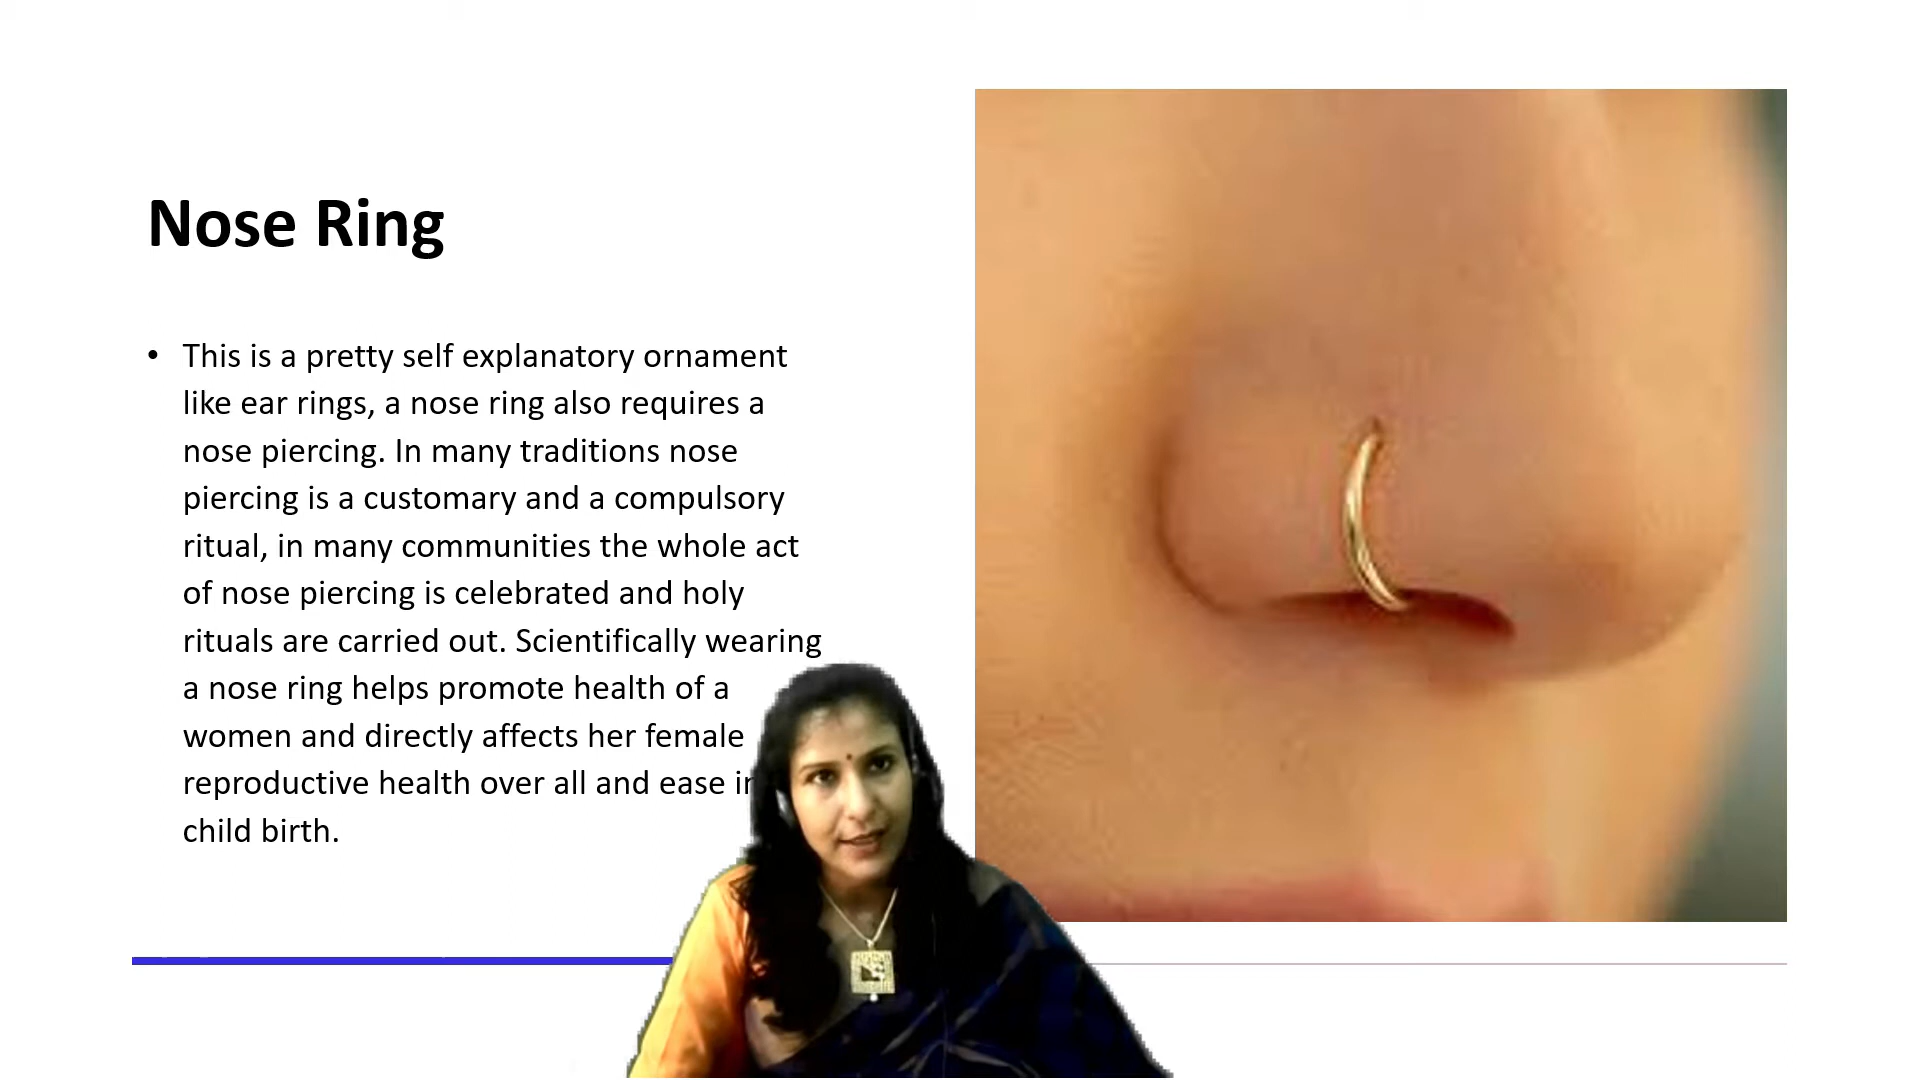 Nose Ring
• This is a pretty self explanatory ornament
like ear rings, a nose ring also requires a
nose piercing. In many traditions nose
piercing is a customary and a compulsory
ritual, in many communities the whole act
of nose piercing is celebrated and holy
rituals are carried out. Scientifically wearing
a nose ring helps promote health of a
women and directly affects her female
reproductive health over all and ease in
child birth.